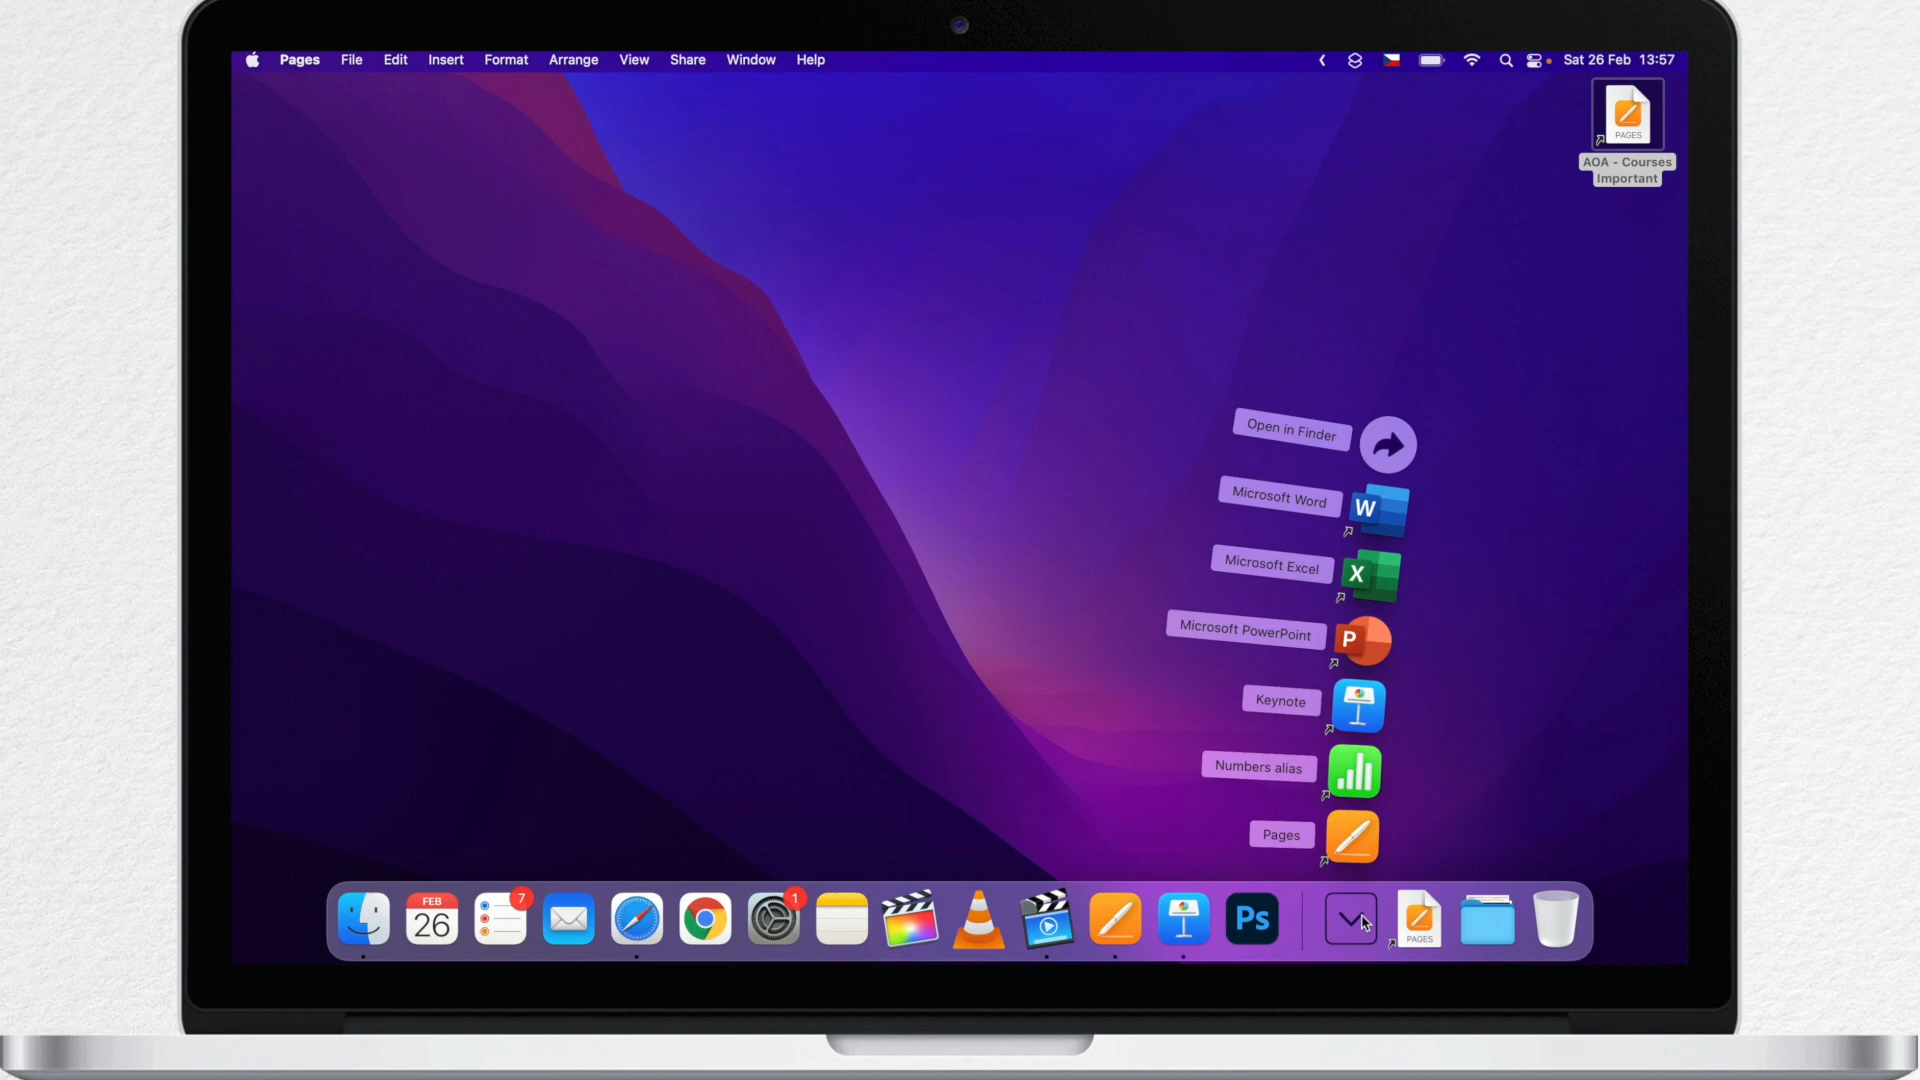 Pages File Edit Insert Format Arrange View Share Window Help Sat 26 Feb 13:57
PAGES
AOA - Courses
Important
Open in Finder
Microsoft Word
W
Microsoft Excel
X
Microsoft PowerPoint
P
Keynote
Numbers alias
Pages
FEB
26
7
1
Ps
PAGES